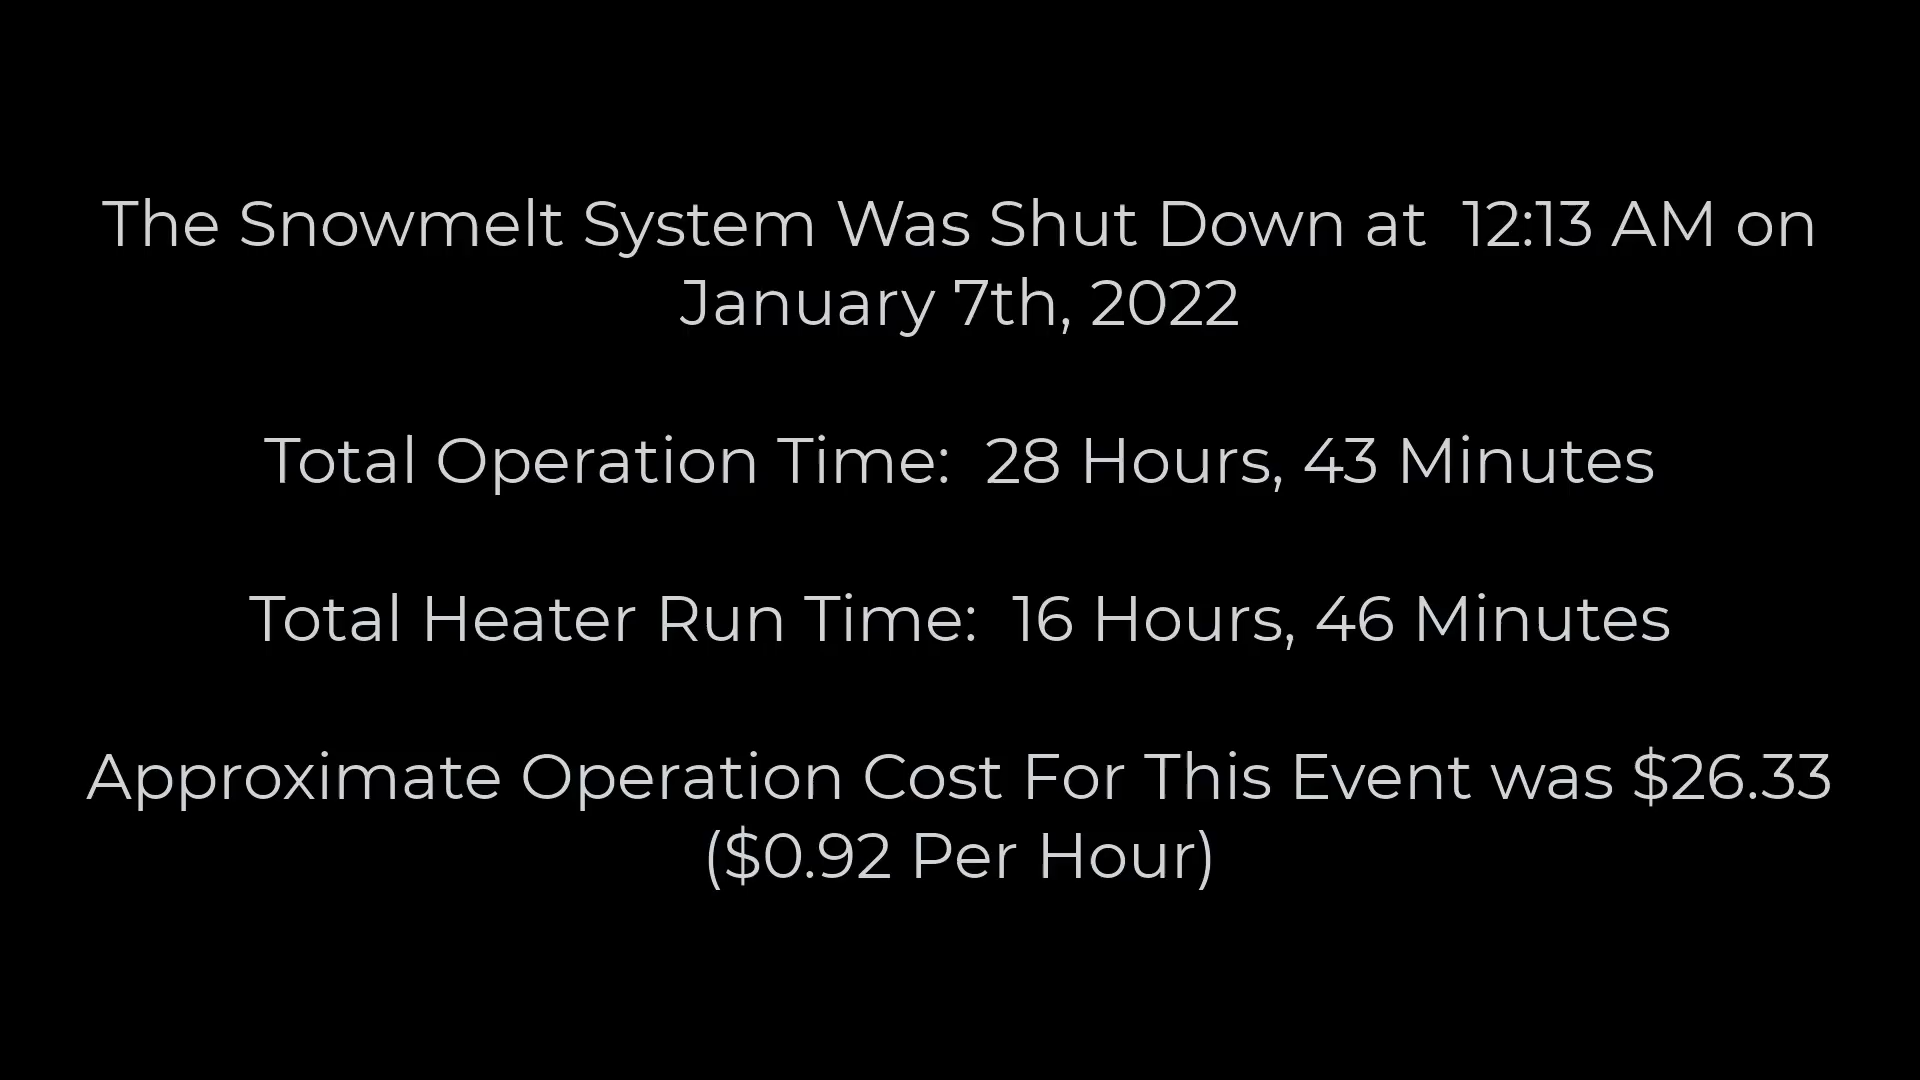 The Snowmelt System Was Shut Down at  12:13 AM on
January 7th, 2022
Total Operation Time:  28 Hours, 43 Minutes
Total Heater Run Time:  16 Hours, 46 Minutes
Approximate Operation Cost For This Event was $26.33
($0.92 Per Hour)